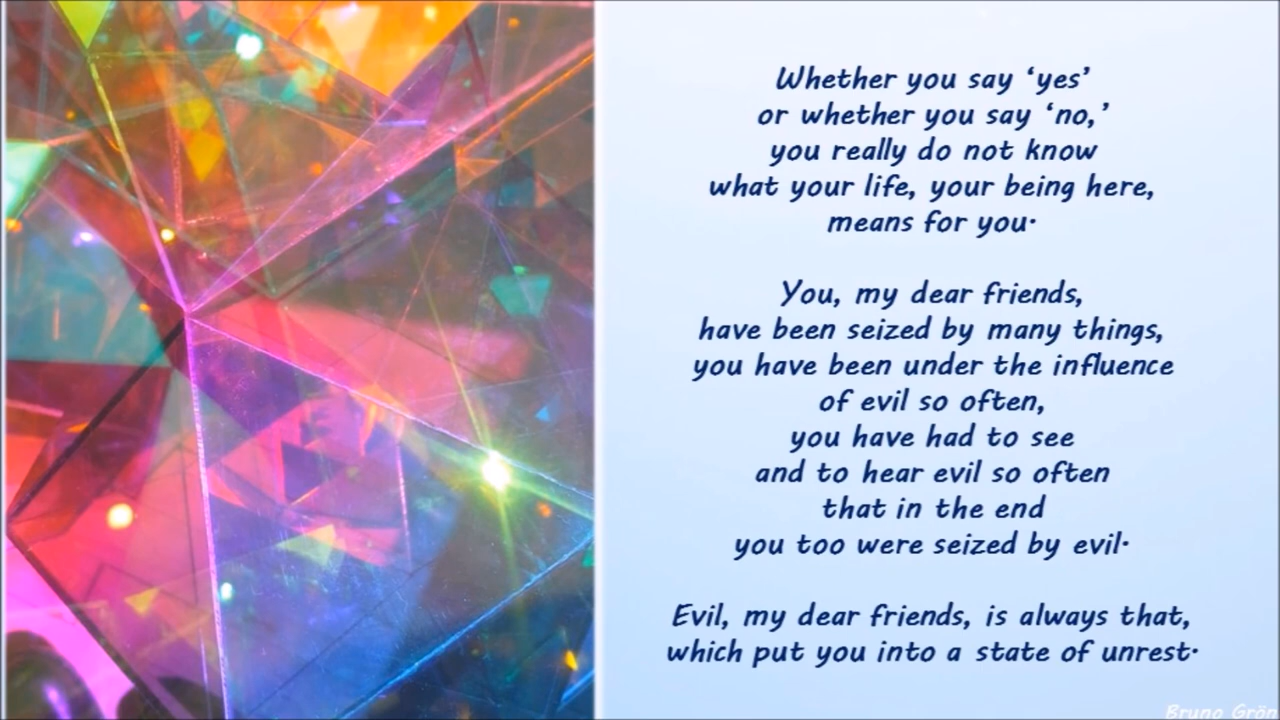 Whether you say ‘yes’
or whether you say ‘no,’
you really do not know
what your life, your being here,
means for you.

You, my dear friends,
have been seized by many things,
you have been under the influence
of evil so often,
you have had to see
and to hear evil so often
that in the end
you too were seized by evil.

Evil, my dear friends, is always that,
which put you into a state of unrest.
Bruno Grön